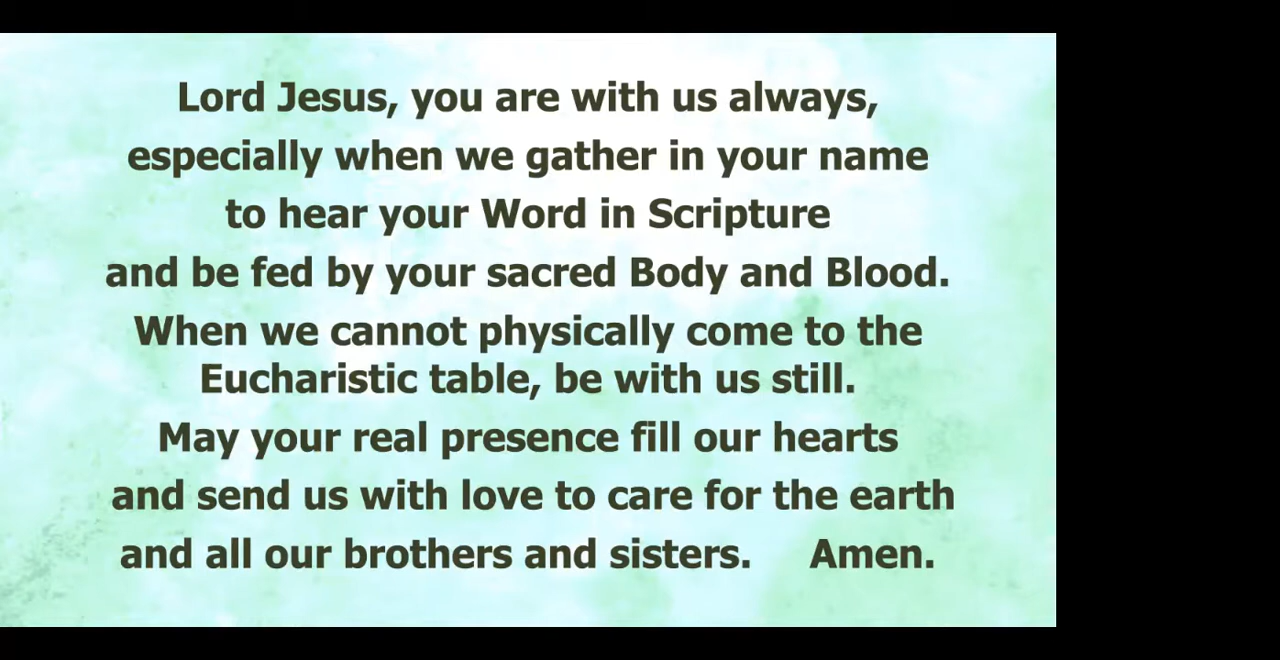 Lord Jesus, you are with us always,
especially when we gather in your name
to hear your Word in Scripture
and be fed by your sacred Body and Blood.
When we cannot physically come to the
Eucharistic table, be with us still.
May your real presence fill our hearts
and send us with love to care for the earth
and all our brothers and sisters. Amen.